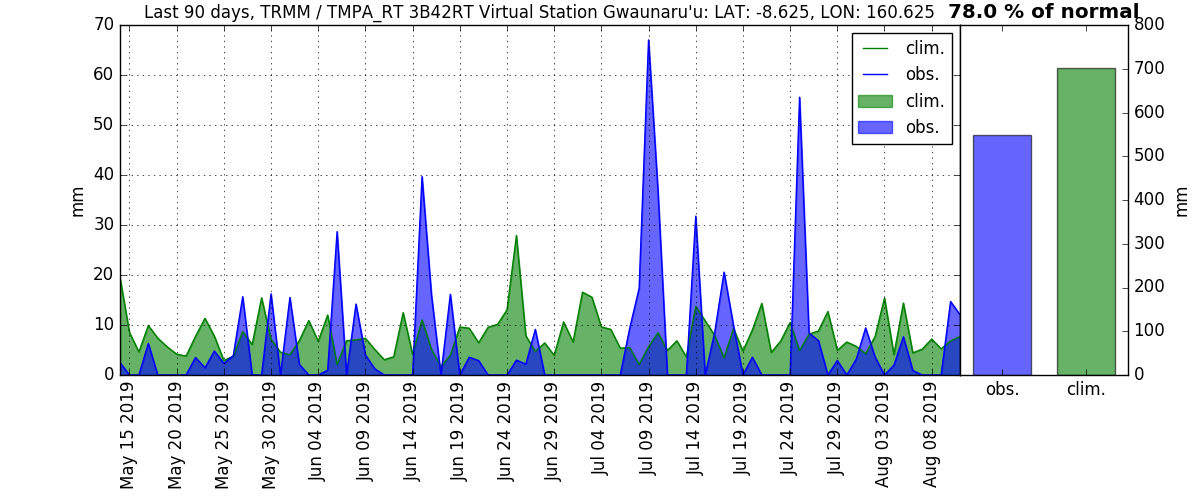 Last 90 days, TRMM / TMPA_RT 3B42RT Virtual Station Gwaunaru'u: LAT: -8.625, LON: 160.625 78.0 % of normal
mm
70
60
50
40
30
20
10
0
clim.
obs.
clim.
obs.
May 15 2019
May 20 2019
May 25 2019
May 30 2019
Jun 04 2019
Jun 09 2019
Jun 14 2019
Jun 19 2019
Jun 24 2019
Jun 29 2019
Jul 04 2019
Jul 09 2019
Jul 14 2019
Jul 19 2019
Jul 24 2019
Jul 29 2019
Aug 03 2019
Aug 08 2019
800
700
600
500
400
300
200
100
0
mm
obs. clim.